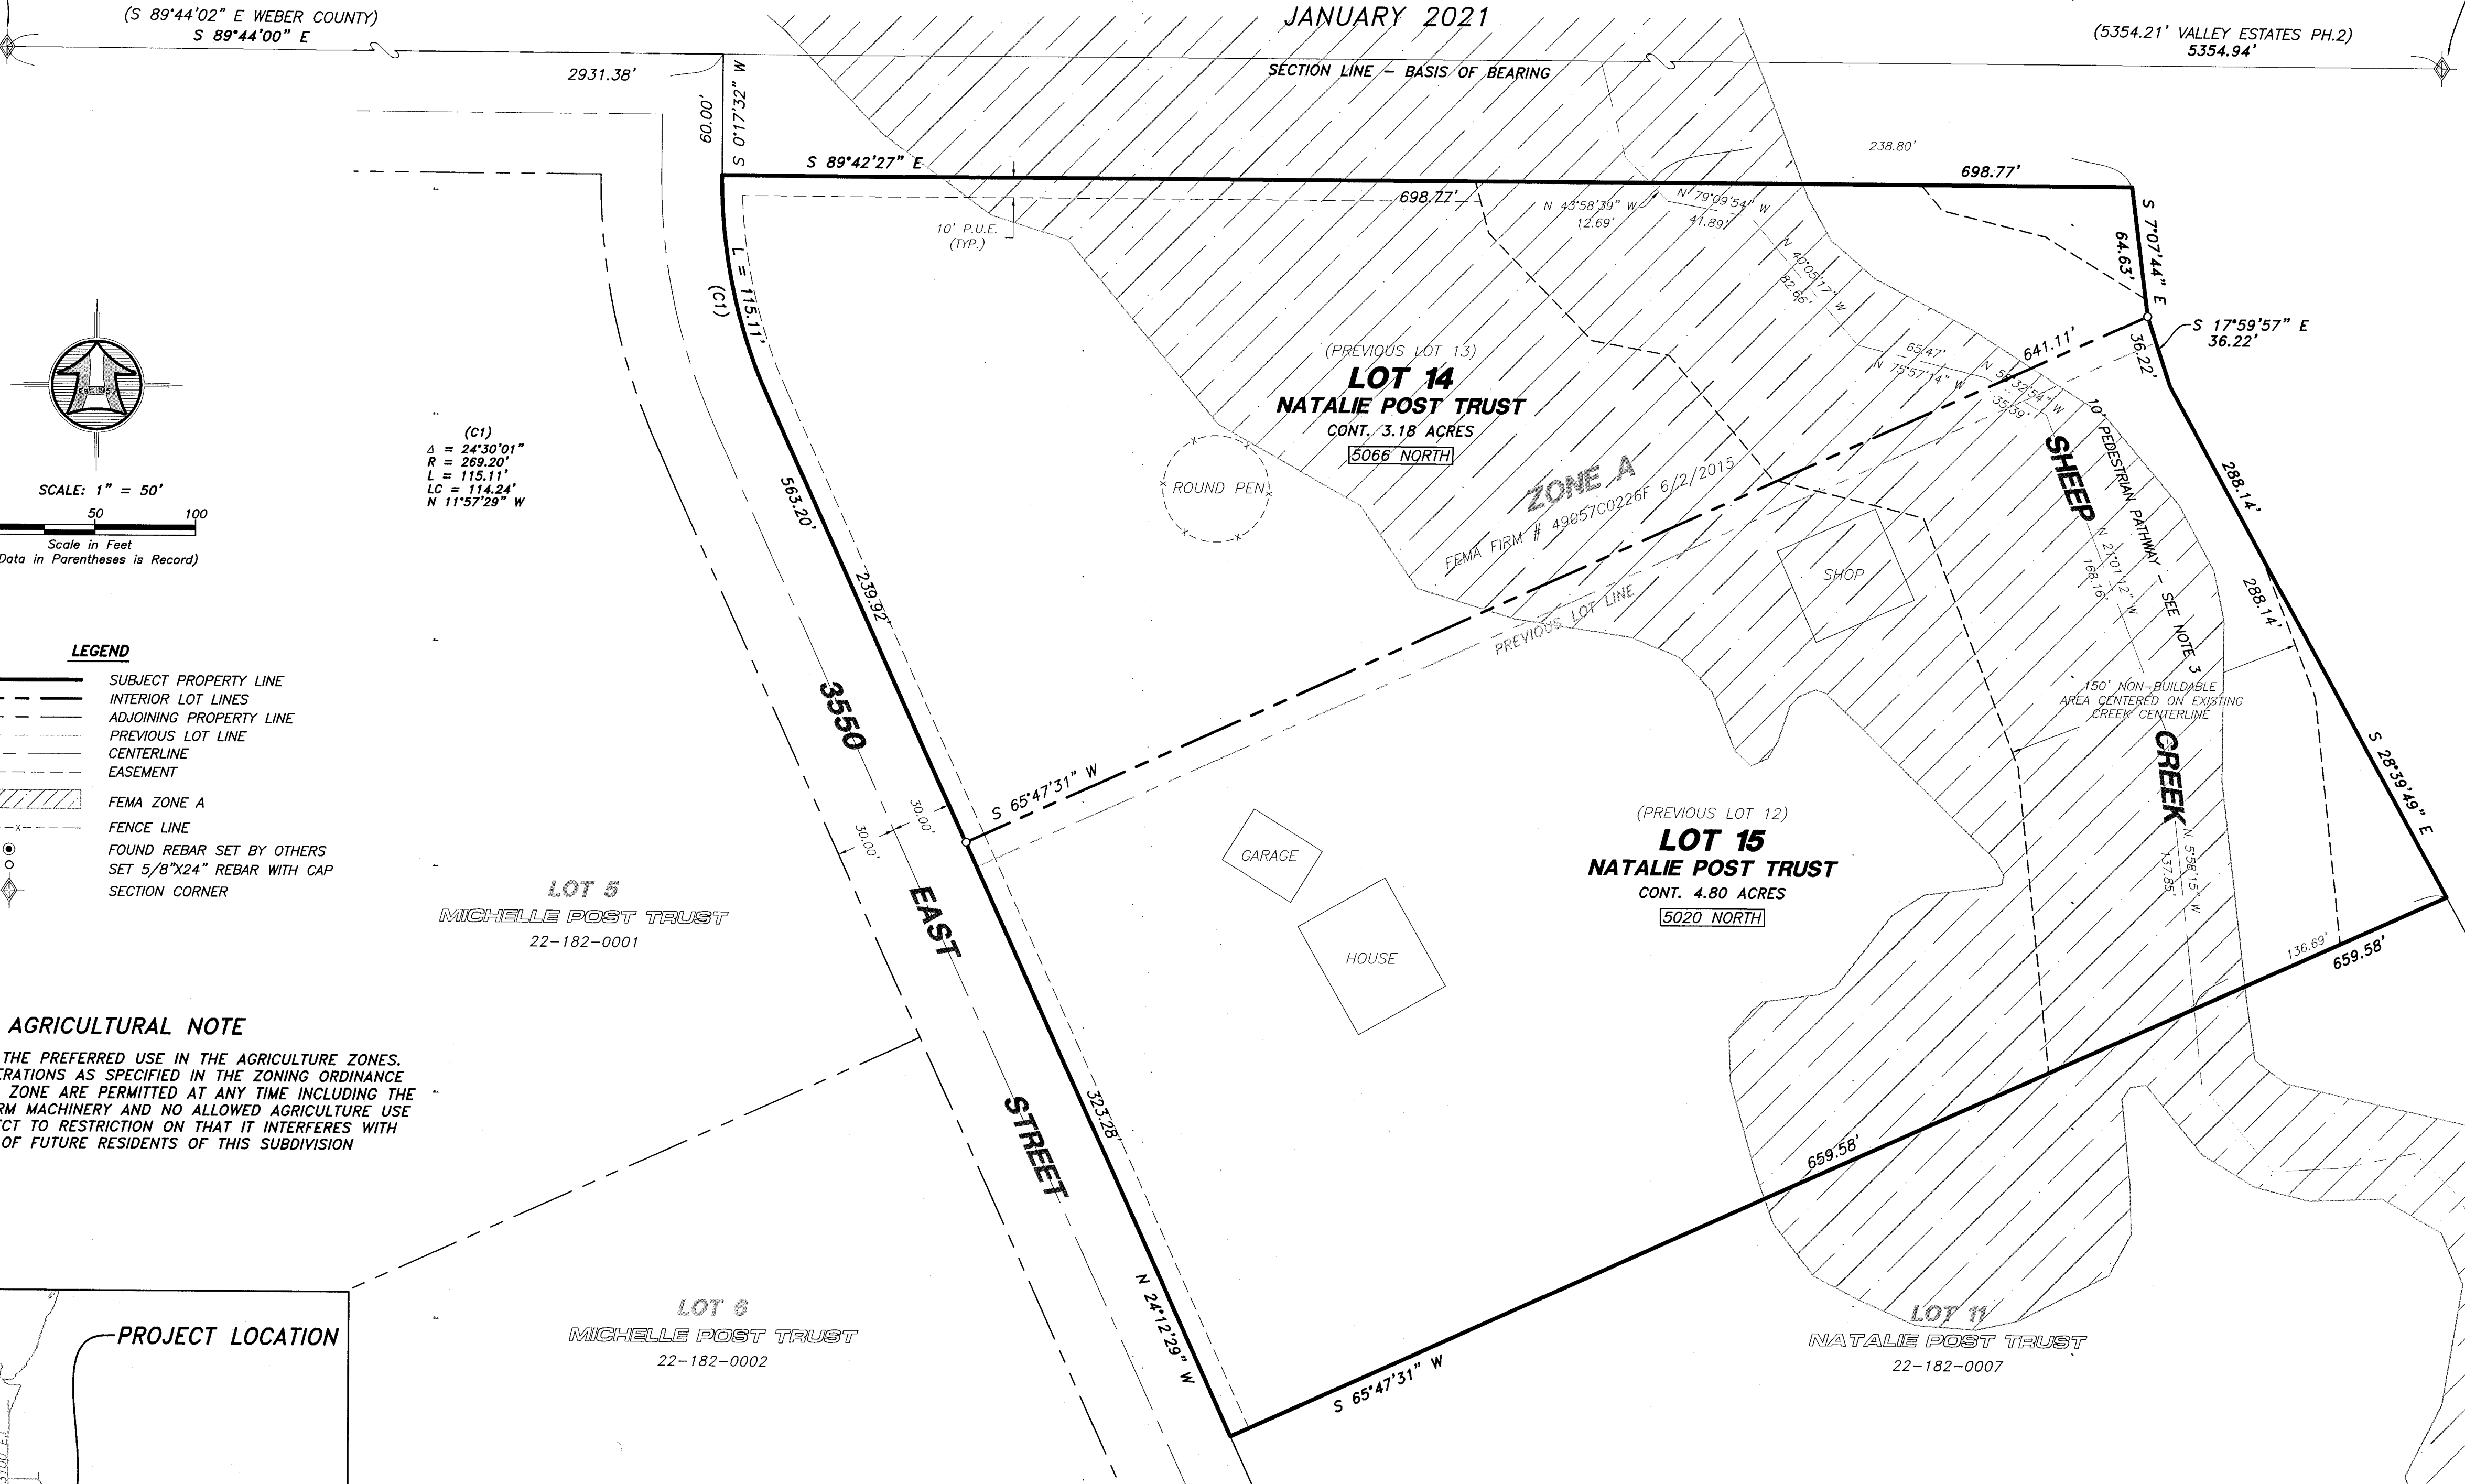 JANUARY 2021
(S 89°44'02" E WEBER COUNTY)
S 89°44'00" E
(5354.21' VALLEY ESTATES PH.2)
5354.94'
2931.38'
SECTION LINE - BASIS OF BEARING
60.00'
S 0°17'32" W
S 89°42'27" E
238.80'
698.77'
698.77'
10' P.U.E.
(TYP.)
N 43°58'39" W
12.69'
N 79°09'54" W
41.89'
N 40°05'17" W
82.66'
S 7°07'44" E
64.63'
S 17°59'57" E
36.22'
36.22'
641.11'
65.47'
N 75°57'14" W
35.39'
L = 115.11'
(C1)
(PREVIOUS LOT 13)
LOT 14
NATALIE POST TRUST
CONT. 3.18 ACRES
5066 NORTH
ROUND PEN
ZONE A
FEMA FIRM # 49057C0226F 6/2/2015
Est. 1957
SCALE: 1" = 50'
50 100
Scale in Feet
Data in Parentheses is Record)
(C1)
Δ = 24°30'01"
R = 269.20'
L = 115.11'
LC = 114.24'
N 11°57'29" W
563.20'
239.92'
PREVIOUS LOT LINE
SHOP
SHEEP
CREEK
10' PEDESTRIAN PATHWAY - SEE NOTE 3
N 21°01'12" W
168.16'
288.14'
288.14'
150' NON-BUILDABLE
AREA CENTERED ON EXISTING
CREEK CENTERLINE
S 28°39'49" E
N 5°58'15" W
137.85'
136.69'
659.58'
LEGEND
SUBJECT PROPERTY LINE
INTERIOR LOT LINES
ADJOINING PROPERTY LINE
PREVIOUS LOT LINE
CENTERLINE
EASEMENT
FEMA ZONE A
FENCE LINE
FOUND REBAR SET BY OTHERS
SET 5/8"X24" REBAR WITH CAP
SECTION CORNER
3550
EAST
STREET
30.00'
30.00'
S 65°47'31" W
GARAGE
HOUSE
(PREVIOUS LOT 12)
LOT 15
NATALIE POST TRUST
CONT. 4.80 ACRES
5020 NORTH
LOT 5
MICHELLE POST TRUST
22-182-0001
AGRICULTURAL NOTE
THE PREFERRED USE IN THE AGRICULTURE ZONES.
ERATIONS AS SPECIFIED IN THE ZONING ORDINANCE
ZONE ARE PERMITTED AT ANY TIME INCLUDING THE
RM MACHINERY AND NO ALLOWED AGRICULTURE USE
ECT TO RESTRICTION ON THAT IT INTERFERES WITH
OF FUTURE RESIDENTS OF THIS SUBDIVISION
323.28'
659.58'
N 24°12'29" W
S 65°47'31" W
LOT 6
MICHELLE POST TRUST
22-182-0002
LOT 11
NATALIE POST TRUST
22-182-0007
PROJECT LOCATION